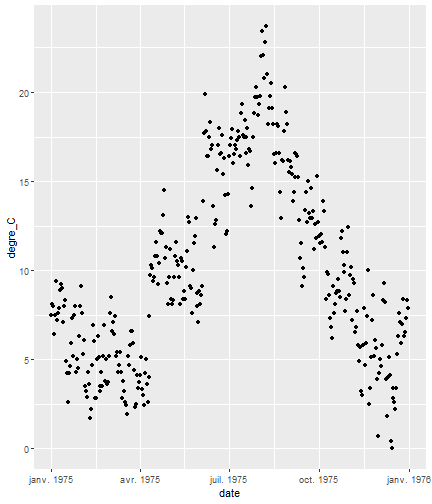 20
15
10
5
0
degre_C
janv. 1975
avr. 1975
juil. 1975
oct. 1975
janv. 1976
date